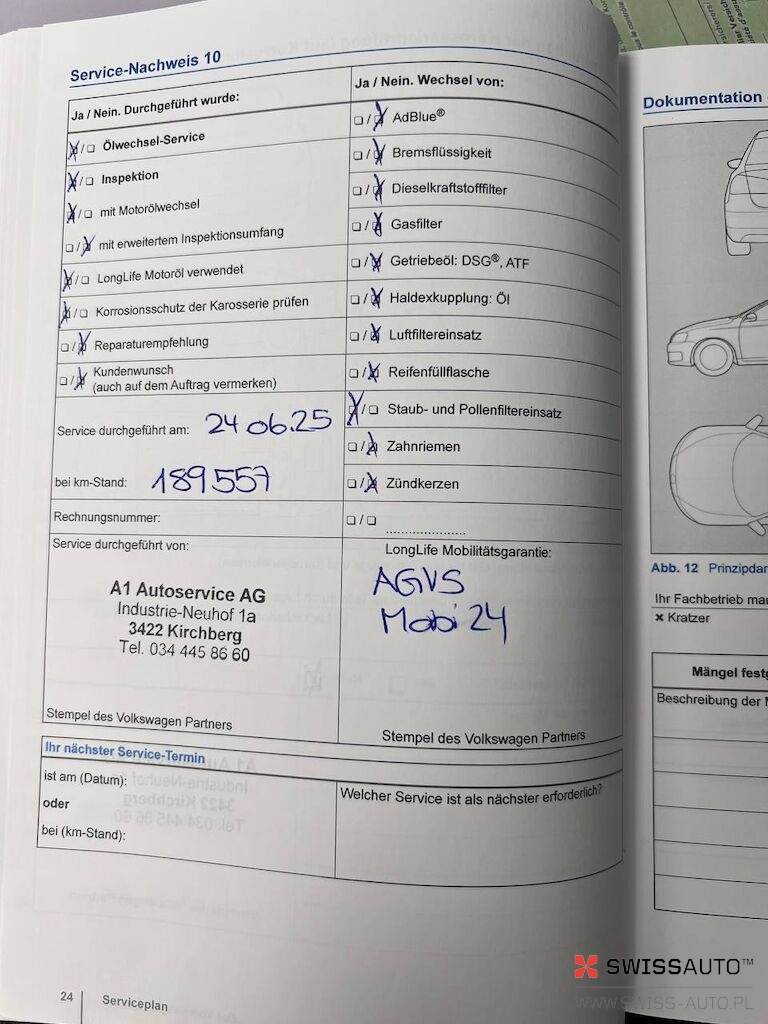 Service-Nachweis 10
Ja / Nein. Durchgeführt wurde:
☒/☐ Ölwechsel-Service
☒/☐ Inspektion
☒/☐ mit Motorölwechsel
☐/☒ mit erweitertem Inspektionsumfang
☒/☐ LongLife Motoröl verwendet
☒/☐ Korrosionsschutz der Karosserie prüfen
☐/☒ Reparaturempfehlung
☐/☒ Kundenwunsch
(auch auf dem Auftrag vermerken)
Service durchgeführt am: 24 06.25
bei km-Stand: 189557
Rechnungsnummer:
Service durchgeführt von:
A1 Autoservice AG
Industrie-Neuhof 1a
3422 Kirchberg
Tel. 034 445 86 60
Stempel des Volkswagen Partners
Ja / Nein. Wechsel von:
☐/☒ AdBlue®
☐/☒ Bremsflüssigkeit
☐/☒ Dieselkraftstofffilter
☐/☒ Gasfilter
☐/☒ Getriebeöl: DSG®, ATF
☐/☒ Haldexkupplung: Öl
☐/☒ Luftfiltereinsatz
☐/☒ Reifenfüllflasche
☒/☐ Staub- und Pollenfiltereinsatz
☐/☒ Zahnriemen
☐/☒ Zündkerzen
☐/☐ ......................
LongLife Mobilitätsgarantie:
AGVS
Mobi 24
Stempel des Volkswagen Partners
Ihr nächster Service-Termin
ist am (Datum):
oder
bei (km-Stand):
Welcher Service ist als nächster erforderlich?
24 Serviceplan
Dokumentation
Abb. 12 Prinzipdar
Ihr Fachbetrieb mar
× Kratzer
Mängel festg
Beschreibung der M
SWISSAUTO™
WWW.SWISS-AUTO.PL